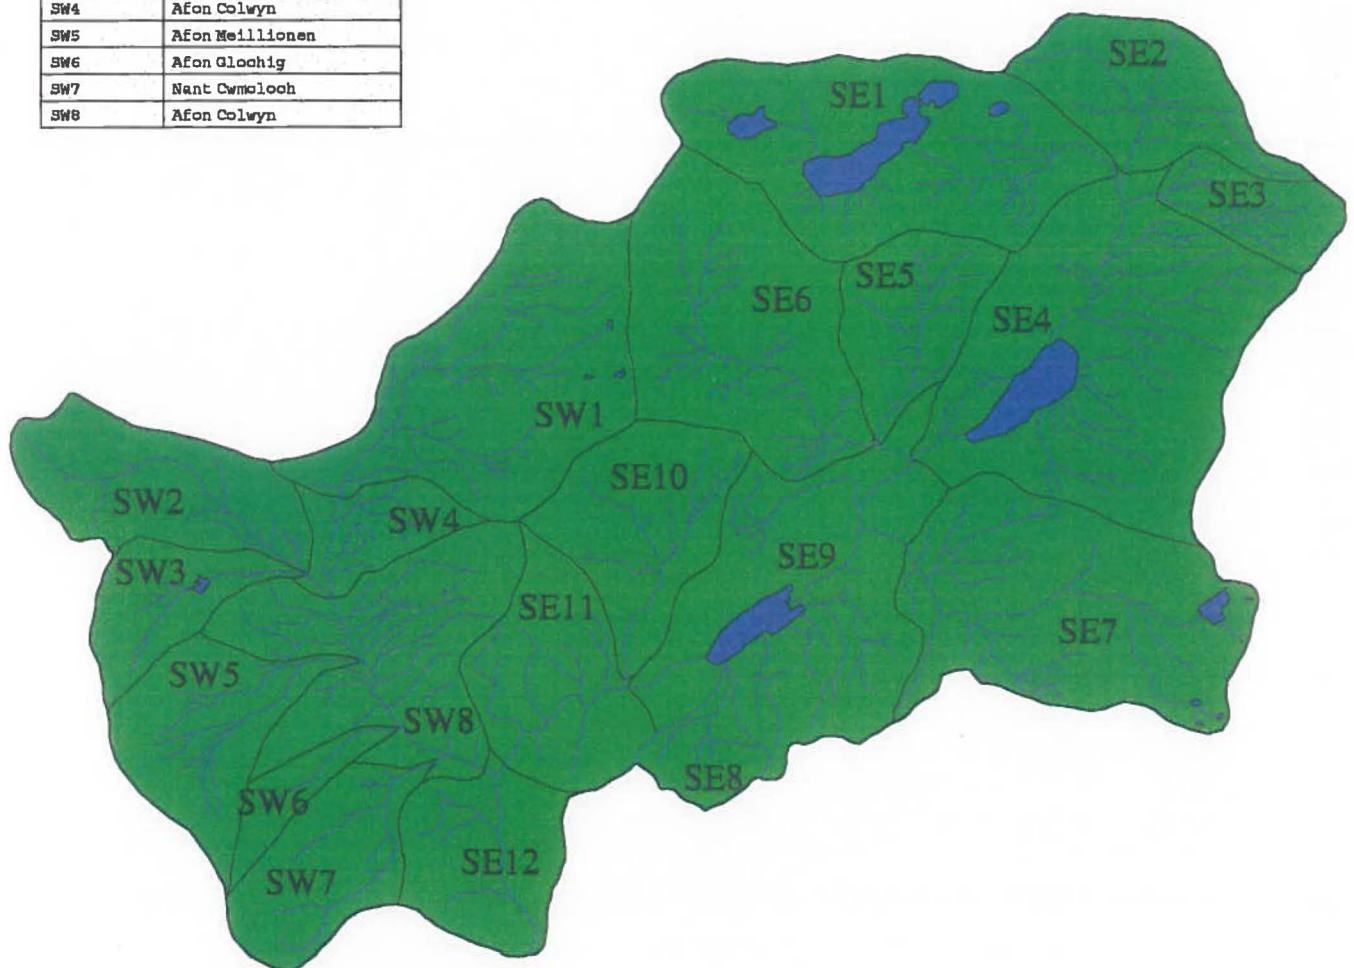 SW4 Afon Colwyn
SW5 Afon Meillionen
SW6 Afon Glochig
SW7 Nant Cwmcloch
SW8 Afon Colwyn
SE2
SE1
SE3
SE5
SE6
SE4
SW1
SE10
SW2
SW4
SE9
SW3
SE11
SE7
SW5
SW8
SE8
SW6
SE12
SW7